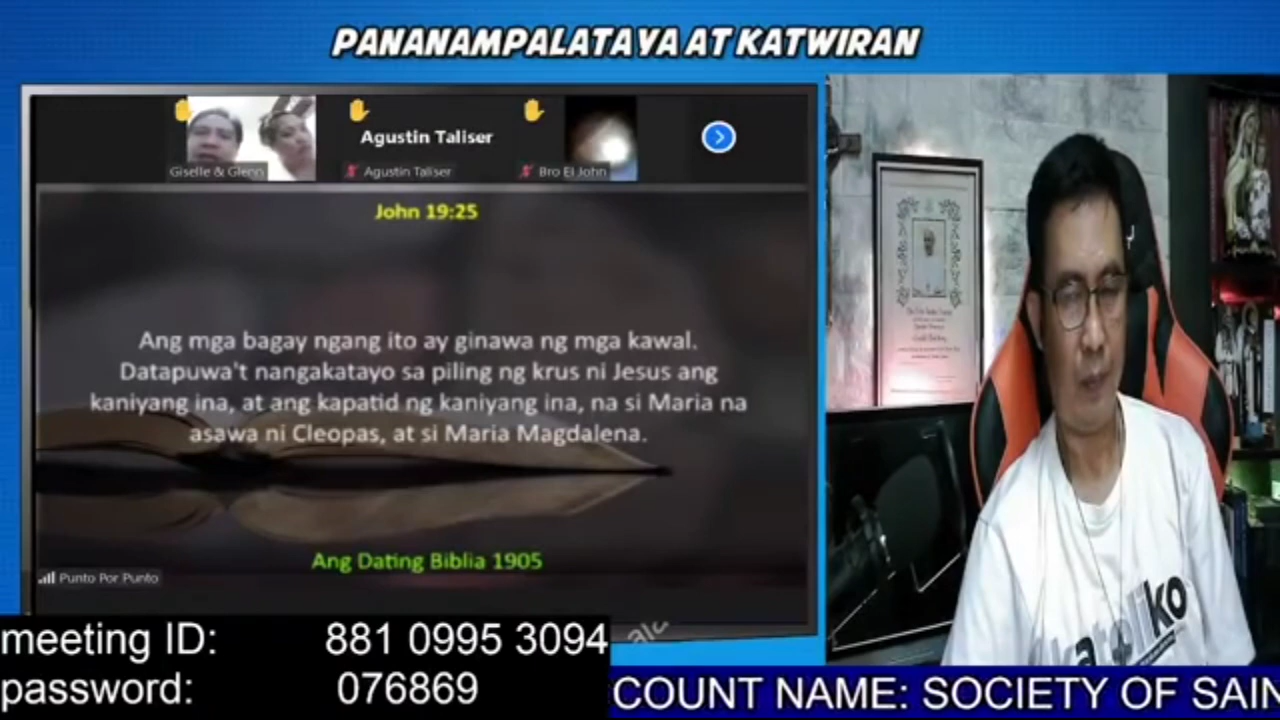 PANANAMPALATAYA AT KATWIRAN
Agustin Taliser
Giselle & Glenn
Agustin Taliser
Bro El John
John 19:25
Ang mga bagay ngang ito ay ginawa ng mga kawal.
Datapuwa't nangakatayo sa piling ng krus ni Jesus ang
kaniyang ina, at ang kapatid ng kaniyang ina, na si Maria na
asawa ni Cleopas, at si Maria Magdalena.
Ang Dating Biblia 1905
Punto Por Punto
meeting ID: 881 0995 3094
password: 076869
COUNT NAME: SOCIETY OF SAIN